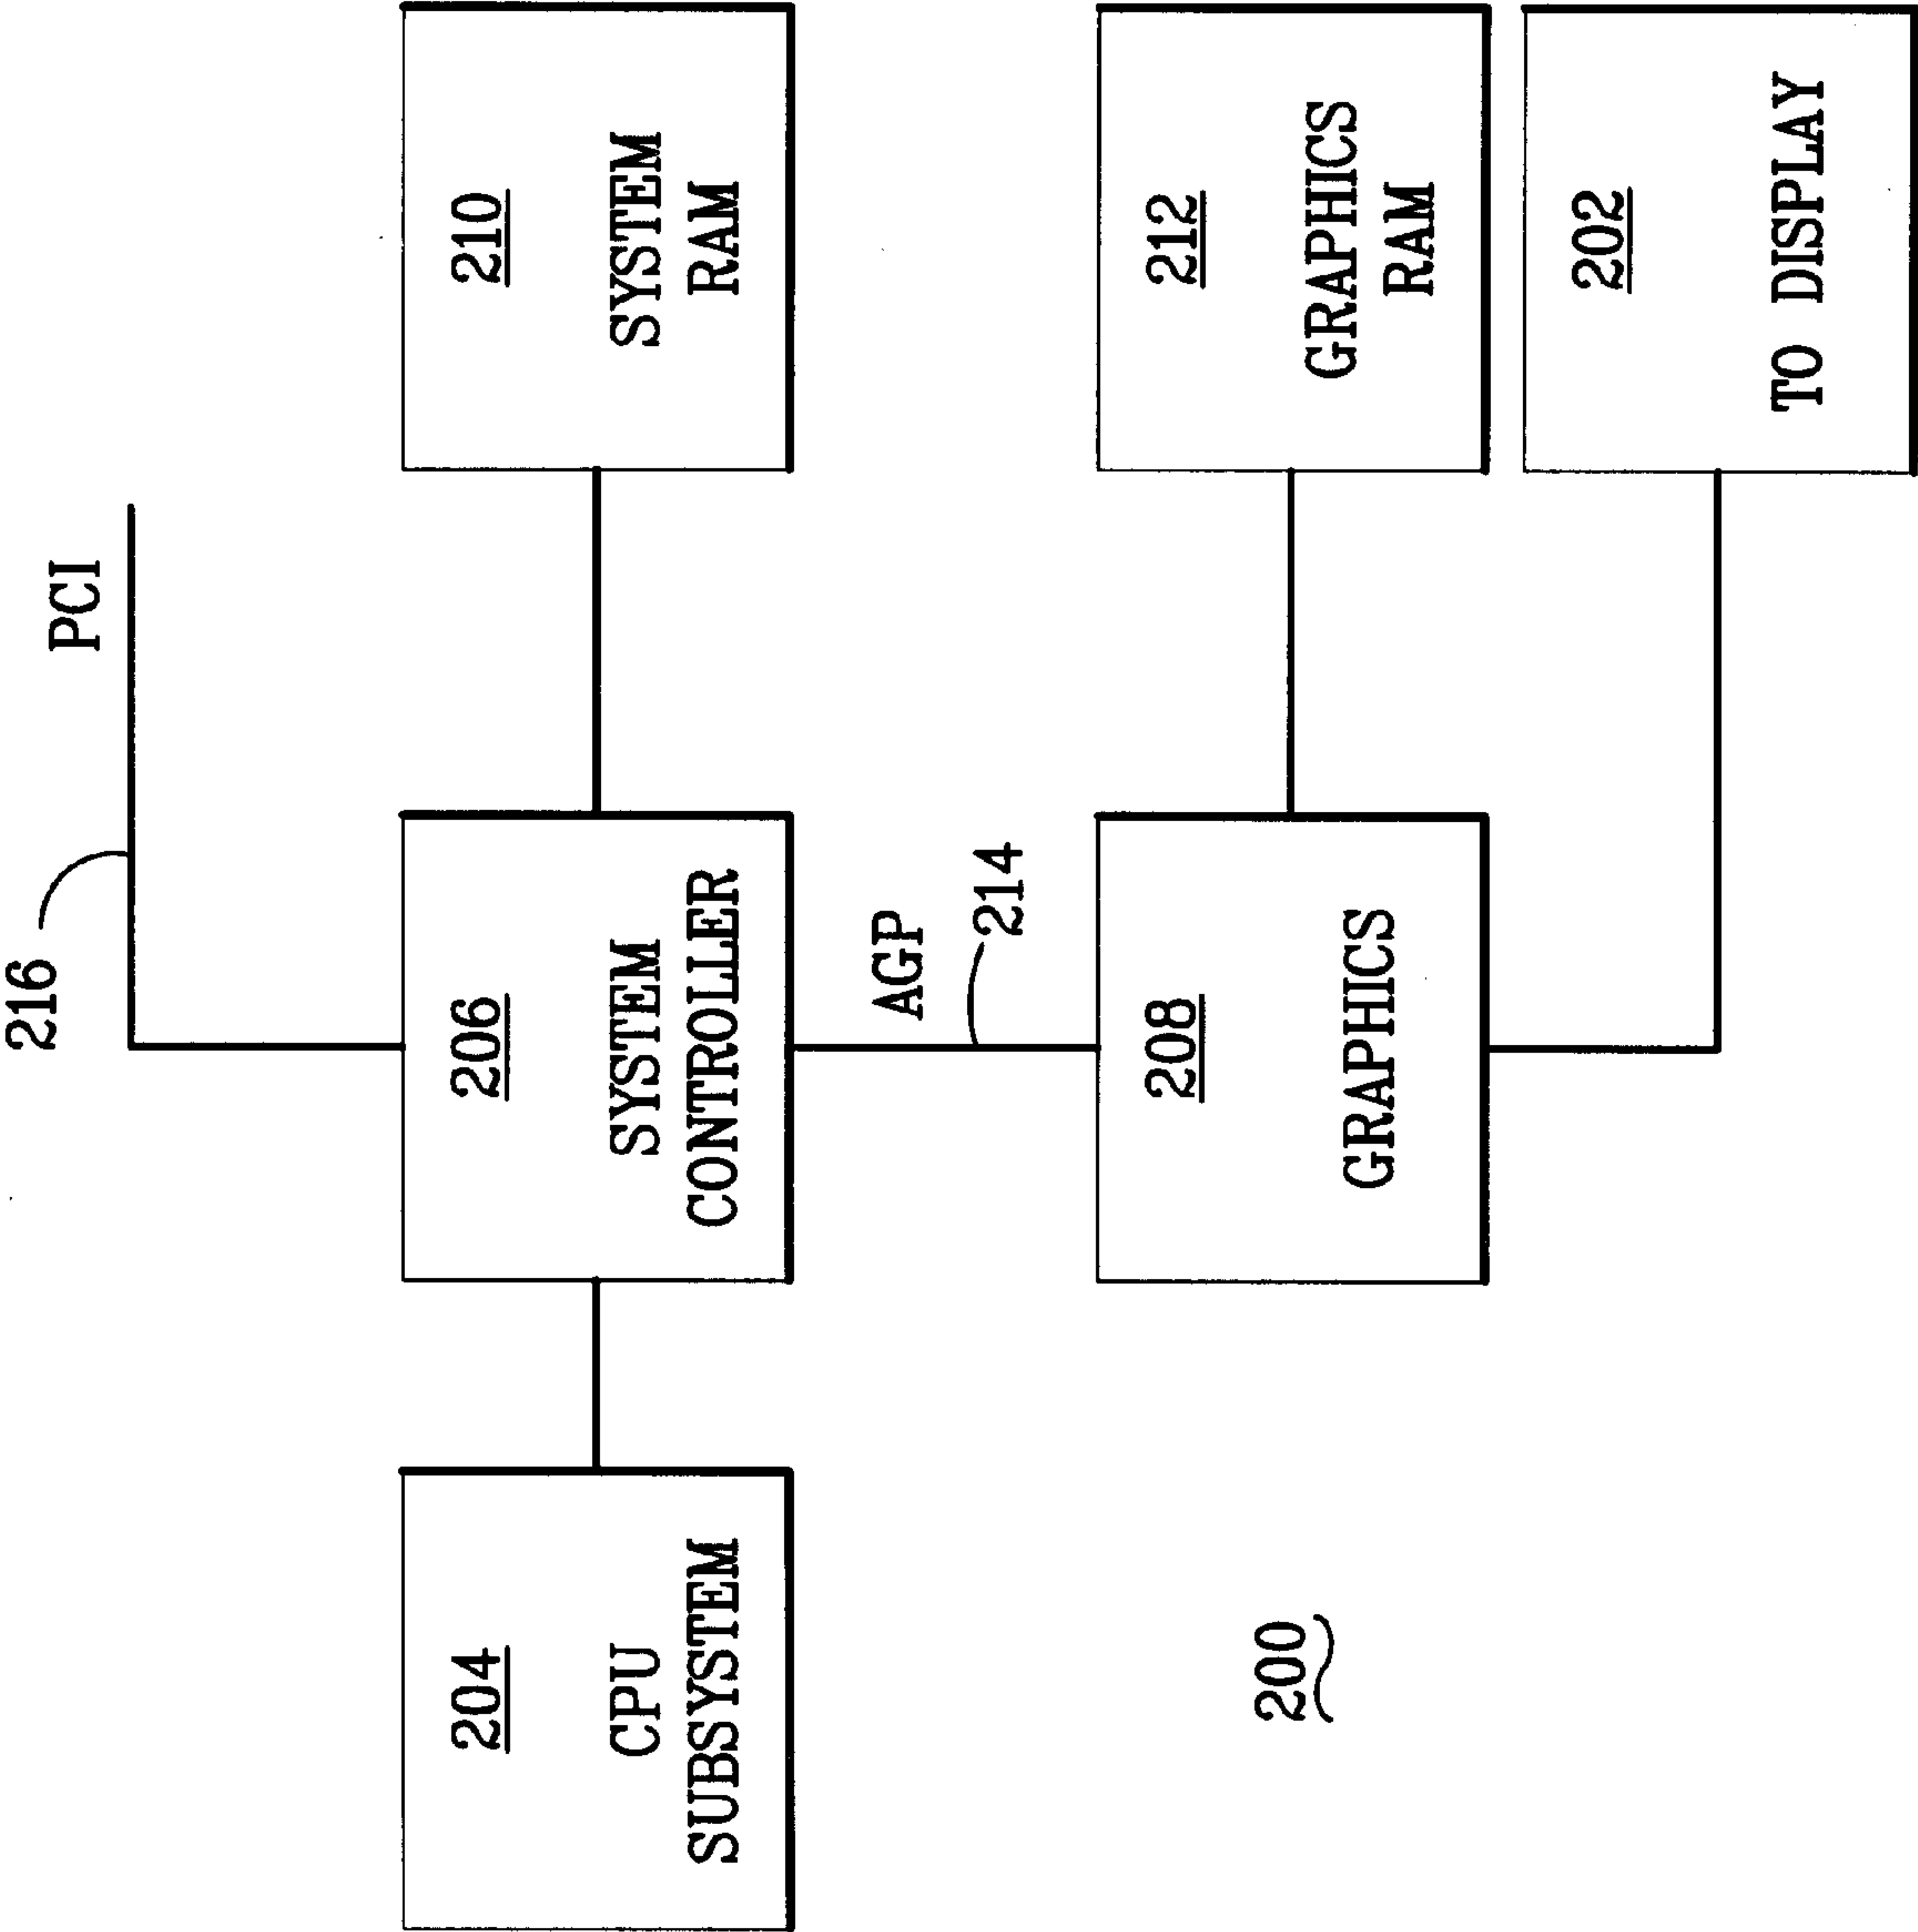 216
PCI
204
CPU
SUBSYSTEM
206
SYSTEM
CONTROLLER
210
SYSTEM
RAM
AGP
214
208
GRAPHICS
212
GRAPHICS
RAM
200
202
TO DISPLAY